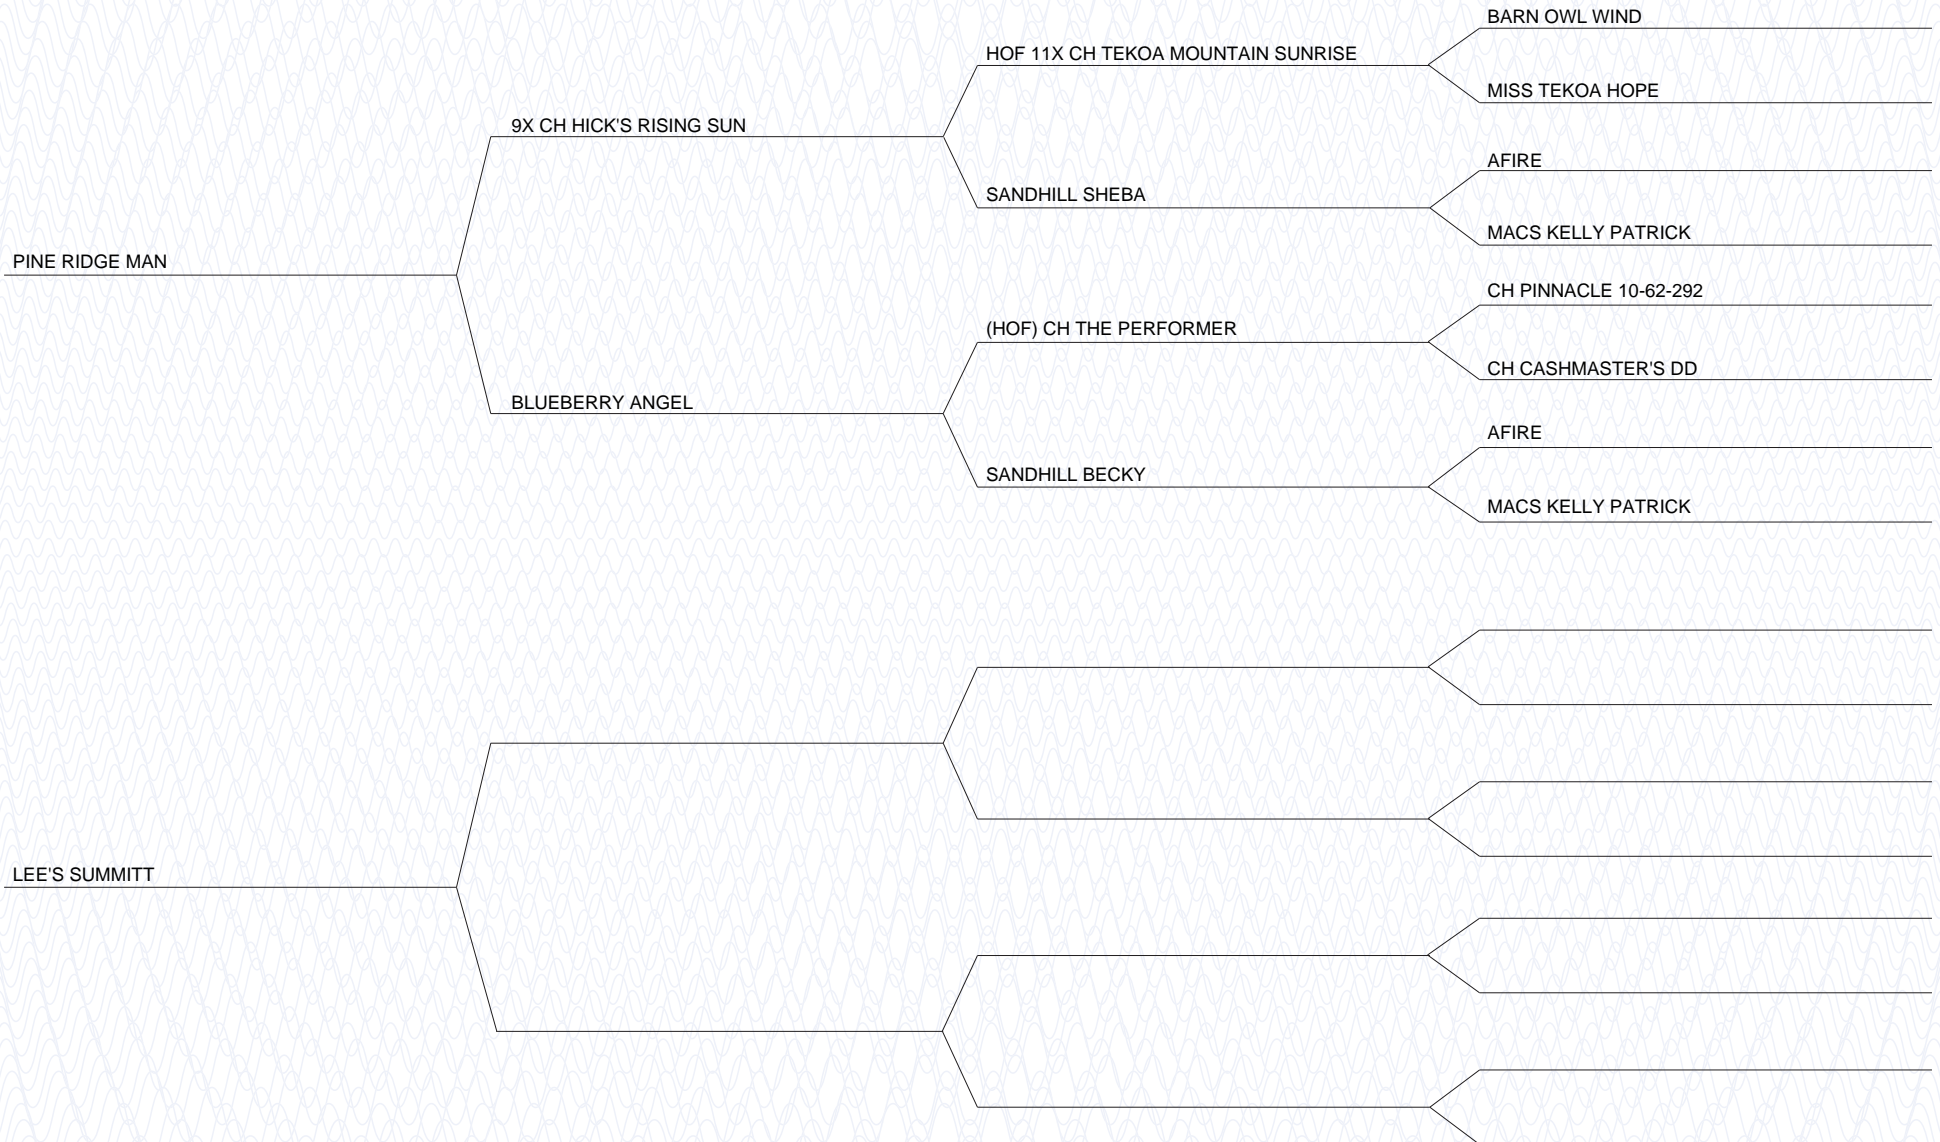 BARN OWL WIND
HOF 11X CH TEKOA MOUNTAIN SUNRISE
MISS TEKOA HOPE
9X CH HICK'S RISING SUN
AFIRE
SANDHILL SHEBA
MACS KELLY PATRICK
PINE RIDGE MAN
CH PINNACLE 10-62-292
(HOF) CH THE PERFORMER
CH CASHMASTER'S DD
BLUEBERRY ANGEL
AFIRE
SANDHILL BECKY
MACS KELLY PATRICK
LEE'S SUMMITT